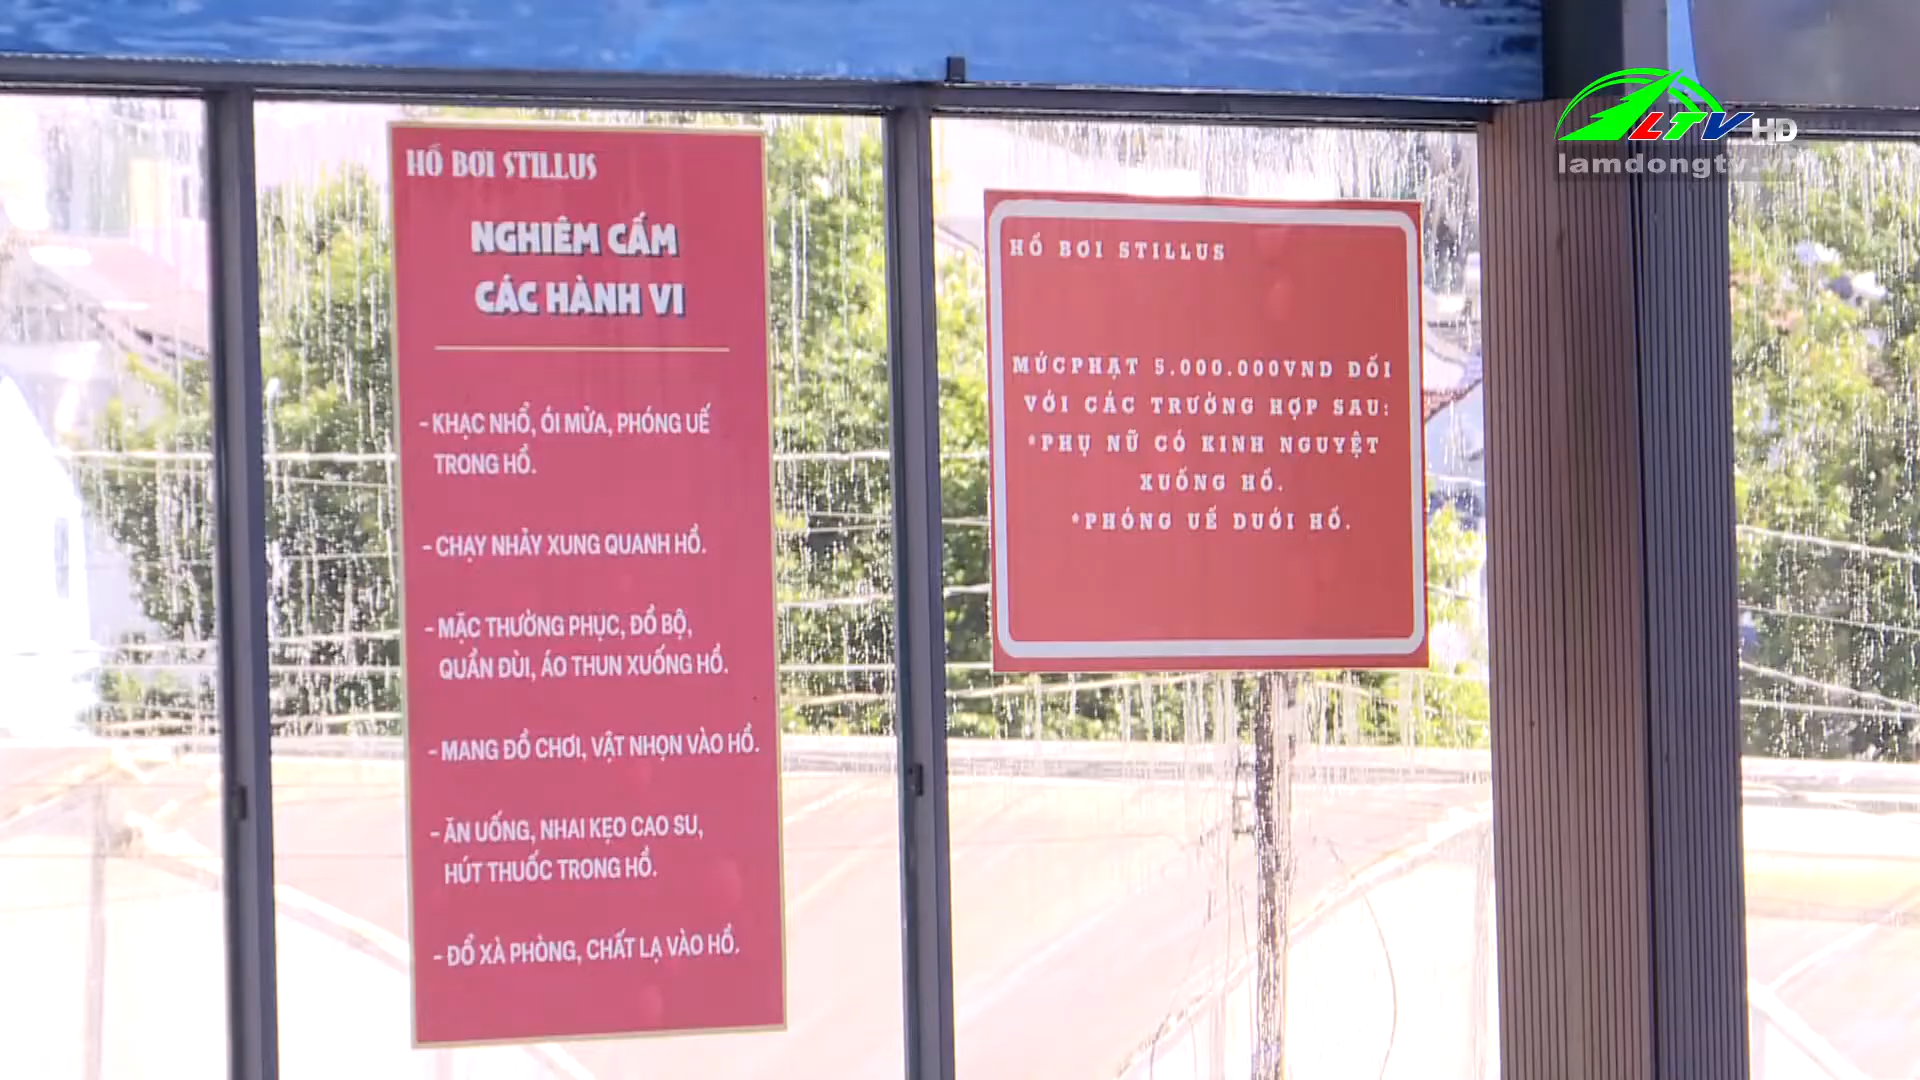 HỒ BƠI STILLUS
NGHIÊM CẤM
CÁC HÀNH VI
- KHẠC NHỔ, ÓI MỬA, PHÓNG UẾ
TRONG HỒ.
- CHẠY NHẢY XUNG QUANH HỒ.
- MẶC THƯỜNG PHỤC, ĐỒ BỘ,
QUẦN ĐÙI, ÁO THUN XUỐNG HỒ.
- MANG ĐỒ CHƠI, VẬT NHỌN VÀO HỒ.
- ĂN UỐNG, NHAI KẸO CAO SU,
HÚT THUỐC TRONG HỒ.
- ĐỔ XÀ PHÒNG, CHẤT LẠ VÀO HỒ.
HỒ BƠI STILLUS
MỨCPHẠT 5.000.000VND ĐỐI
VỚI CÁC TRƯỜNG HỢP SAU:
*PHỤ NỮ CÓ KINH NGUYỆT
XUỐNG HỒ.
*PHÓNG UẾ DƯỚI HỒ.
LTV HD
lamdongtv.vn